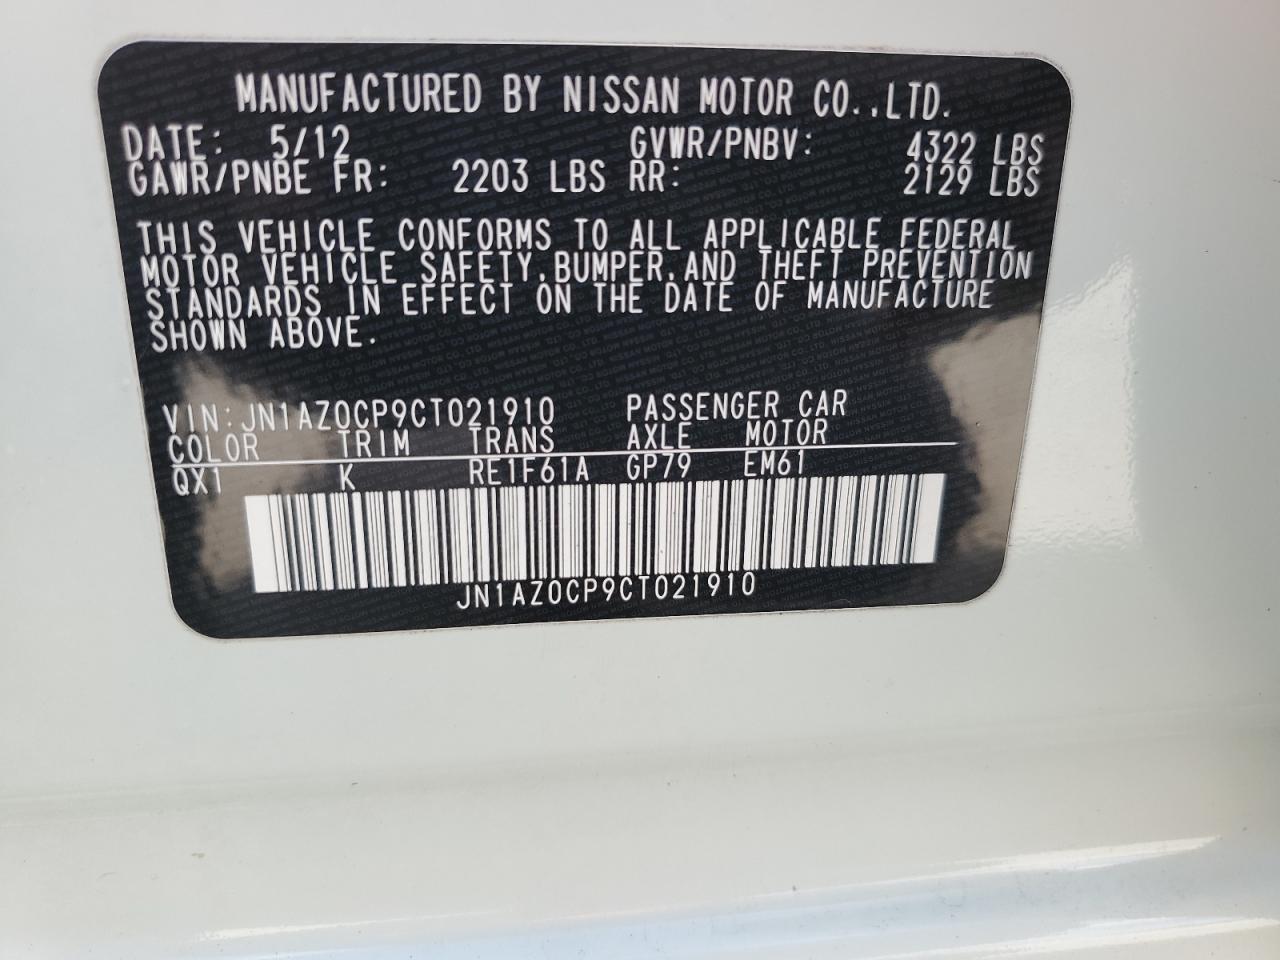 MANUFACTURED BY NISSAN MOTOR CO.,LTD.
DATE: 5/12 GVWR/PNBV: 4322 LBS
GAWR/PNBE FR: 2203 LBS RR: 2129 LBS
THIS VEHICLE CONFORMS TO ALL APPLICABLE FEDERAL
MOTOR VEHICLE SAFETY,BUMPER,AND THEFT PREVENTION
STANDARDS IN EFFECT ON THE DATE OF MANUFACTURE
SHOWN ABOVE.
VIN:JN1AZ0CP9CT021910 PASSENGER CAR
COLOR TRIM TRANS AXLE MOTOR
QX1 K RE1F61A GP79 EM61
JN1AZ0CP9CT021910